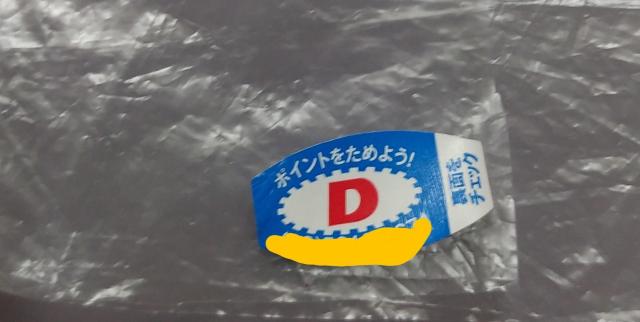 ポイントをためよう!
D
裏面を
チェック